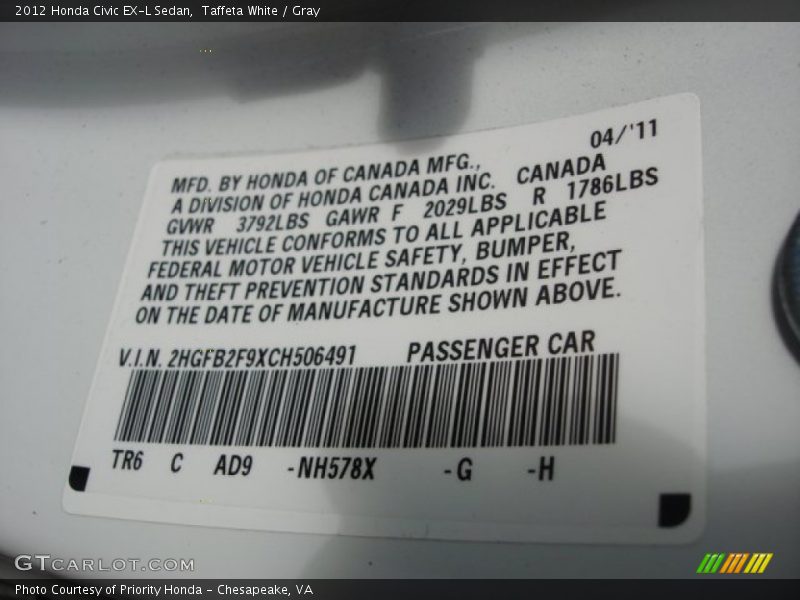 2012 Honda Civic EX-L Sedan,  Taffeta White / Gray
04/'11
MFD. BY HONDA OF CANADA MFG.,
A DIVISION OF HONDA CANADA INC. CANADA
GVWR 3792LBS GAWR F 2029LBS R 1786LBS
THIS VEHICLE CONFORMS TO ALL APPLICABLE
FEDERAL MOTOR VEHICLE SAFETY, BUMPER,
AND THEFT PREVENTION STANDARDS IN EFFECT
ON THE DATE OF MANUFACTURE SHOWN ABOVE.
V.I.N. 2HGFB2F9XCH506491 PASSENGER CAR
TR6 C AD9 -NH578X -G -H
GTCARLOT.COM
Photo Courtesy of Priority Honda - Chesapeake, VA